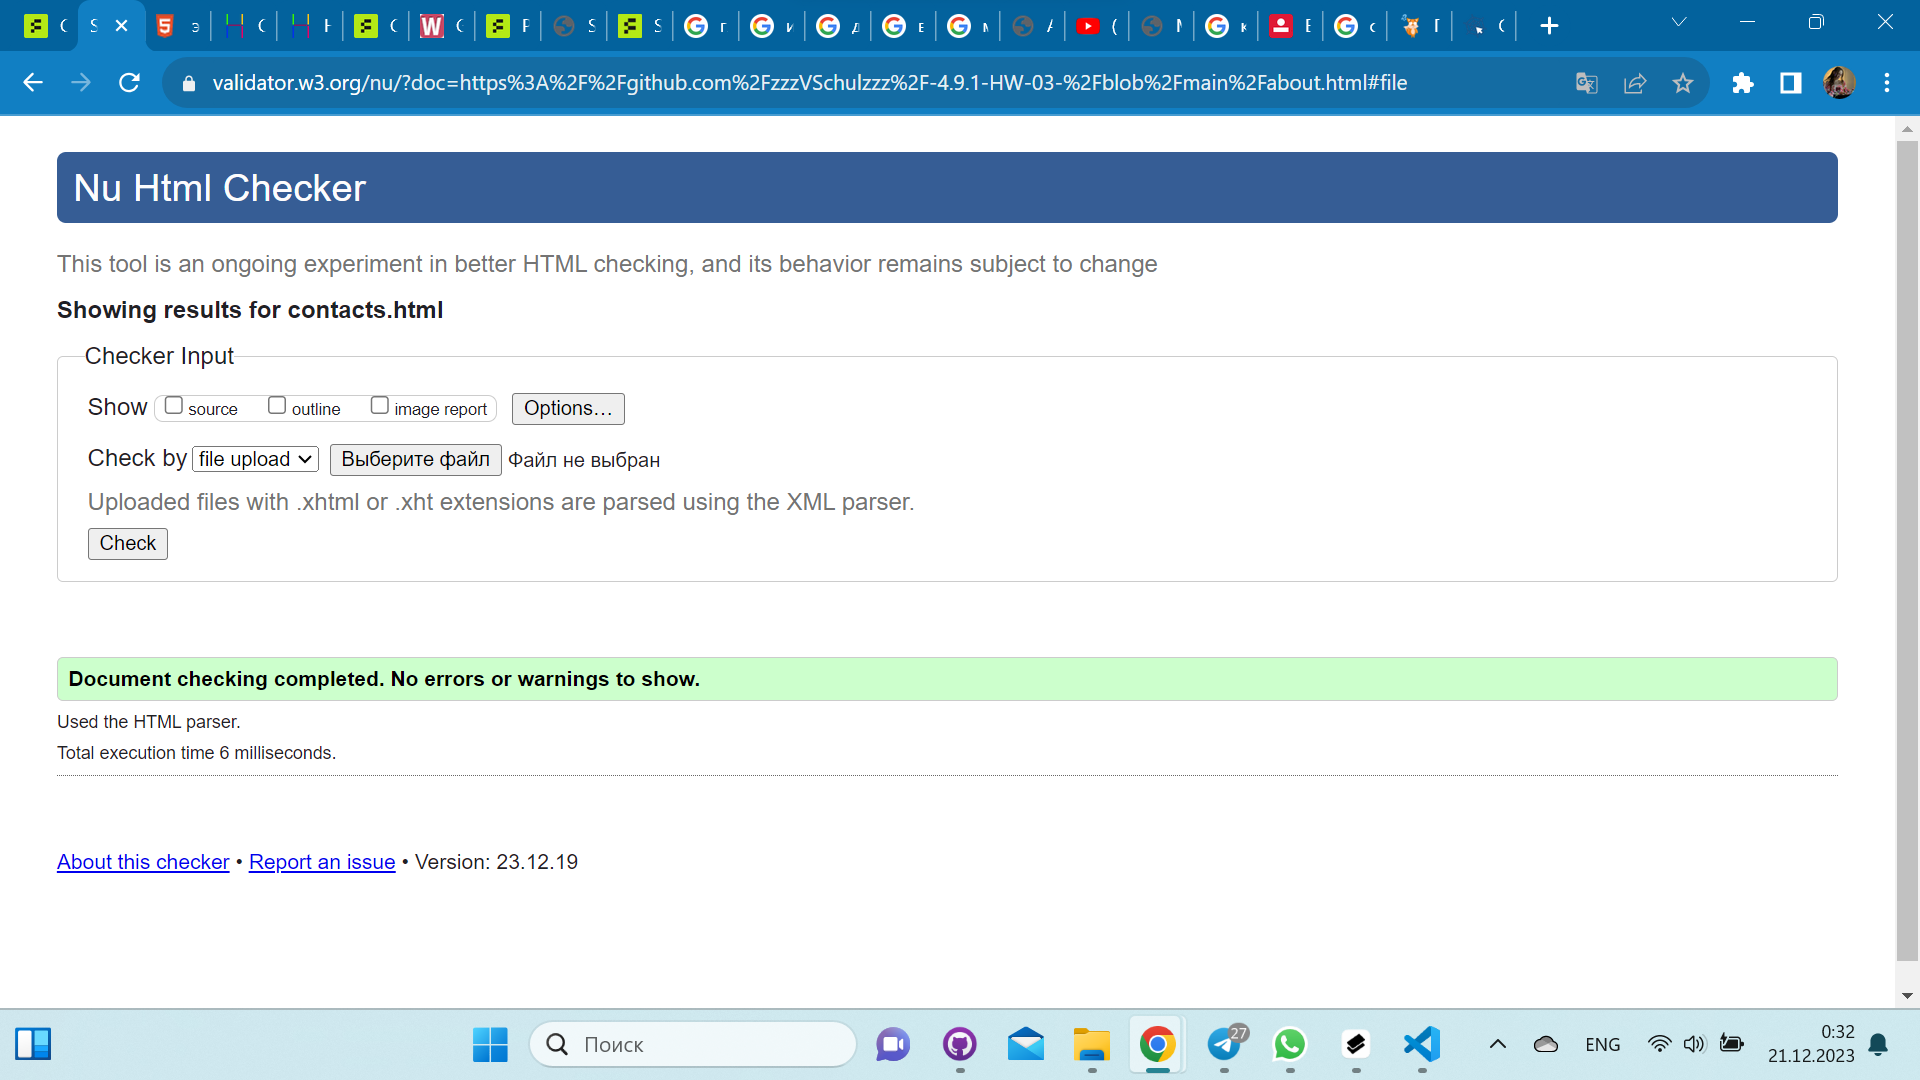 validator.w3.org/nu/?doc=https%3A%2F%2Fgithub.com%2FzzzVSchulzzz%2F-4.9.1-HW-03-%2Fblob%2Fmain%2Fabout.html#file
Nu Html Checker
This tool is an ongoing experiment in better HTML checking, and its behavior remains subject to change
Showing results for contacts.html
Checker Input
Show source outline image report Options...
Check by file upload Выберите файл Файл не выбран
Uploaded files with .xhtml or .xht extensions are parsed using the XML parser.
Check
Document checking completed. No errors or warnings to show.
Used the HTML parser.
Total execution time 6 milliseconds.
About this checker • Report an issue • Version: 23.12.19
Поиск
27
ENG
0:32
21.12.2023